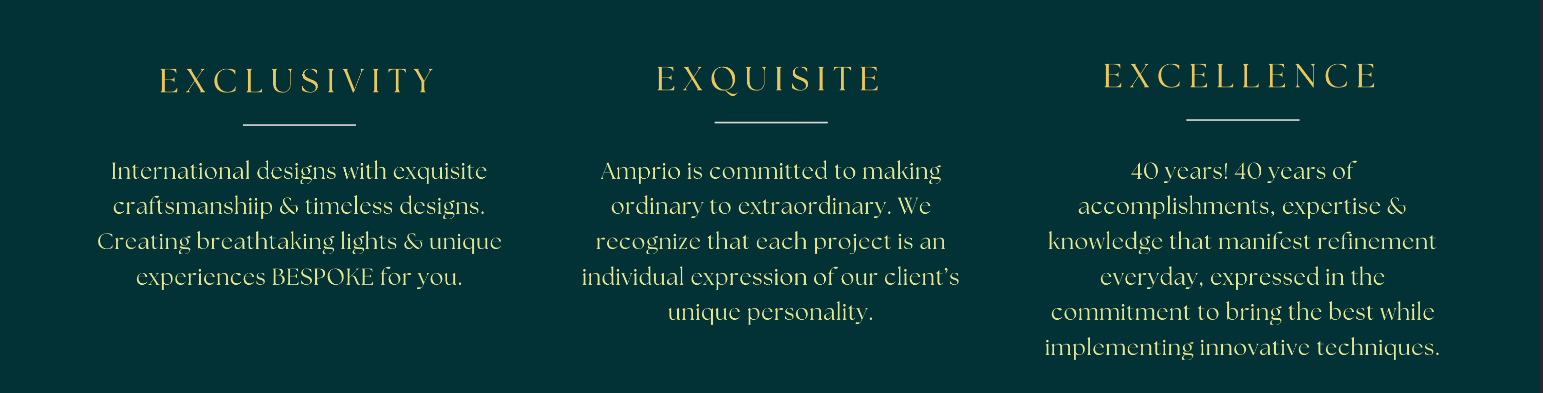 EXCLUSIVITY
International designs with exquisite
craftsmanshiip & timeless designs.
Creating breathtaking lights & unique
experiences BESPOKE for you.
EXQUISITE
Amprio is committed to making
ordinary to extraordinary. We
recognize that each project is an
individual expression of our client's
unique personality.
EXCELLENCE
40 years! 40 years of
accomplishments, expertise &
knowledge that manifest refinement
everyday, expressed in the
commitment to bring the best while
implementing innovative techniques.